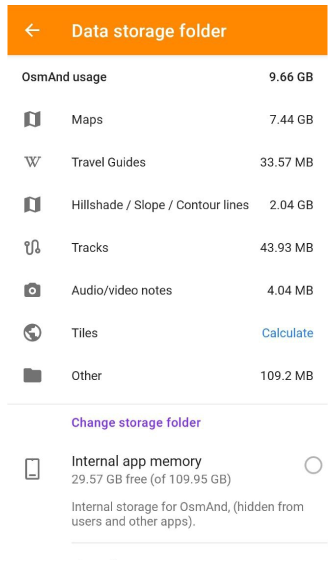 Data storage folder
OsmAnd usage 9.66 GB
Maps 7.44 GB
W Travel Guides 33.57 MB
Hillshade / Slope / Contour lines 2.04 GB
Tracks 43.93 MB
Audio/video notes 4.04 MB
Tiles Calculate
Other 109.2 MB
Change storage folder
Internal app memory
29.57 GB free (of 109.95 GB)
Internal storage for OsmAnd, (hidden from
users and other apps).